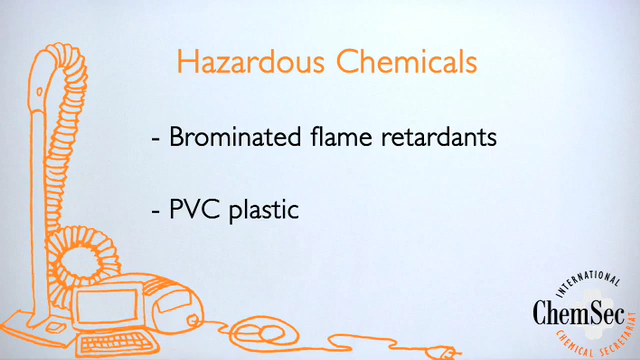 Hazardous Chemicals
- Brominated flame retardants
- PVC plastic
INTERNATIONAL
ChemSec
CHEMICAL SECRETARIAT